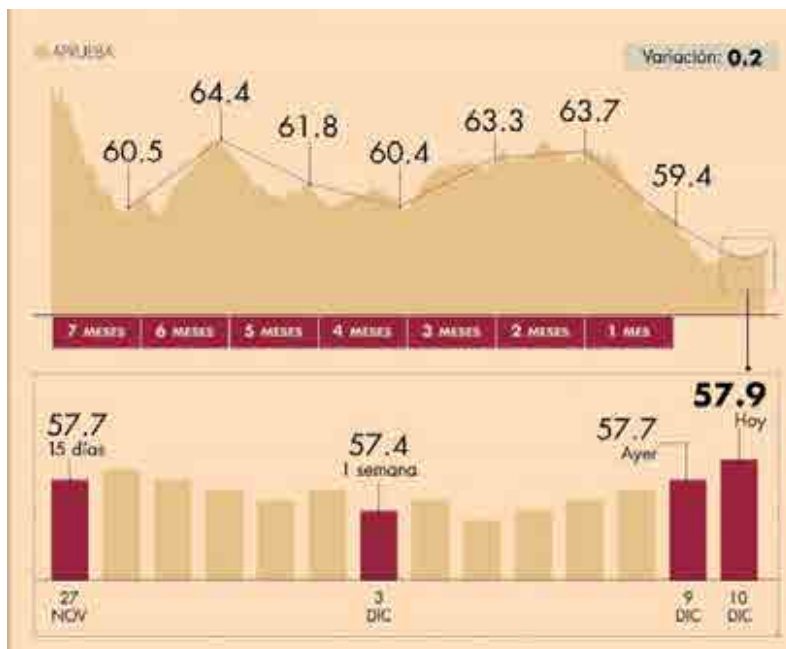 APRUEBA
Variación: 0.2
60.5
64.4
61.8
60.4
63.3
63.7
59.4
7 MESES
6 MESES
5 MESES
4 MESES
3 MESES
2 MESES
1 MES
57.7
15 días
57.4
1 semana
57.7
Ayer
57.9
Hoy
27
NOV
3
DIC
9
DIC
10
DIC